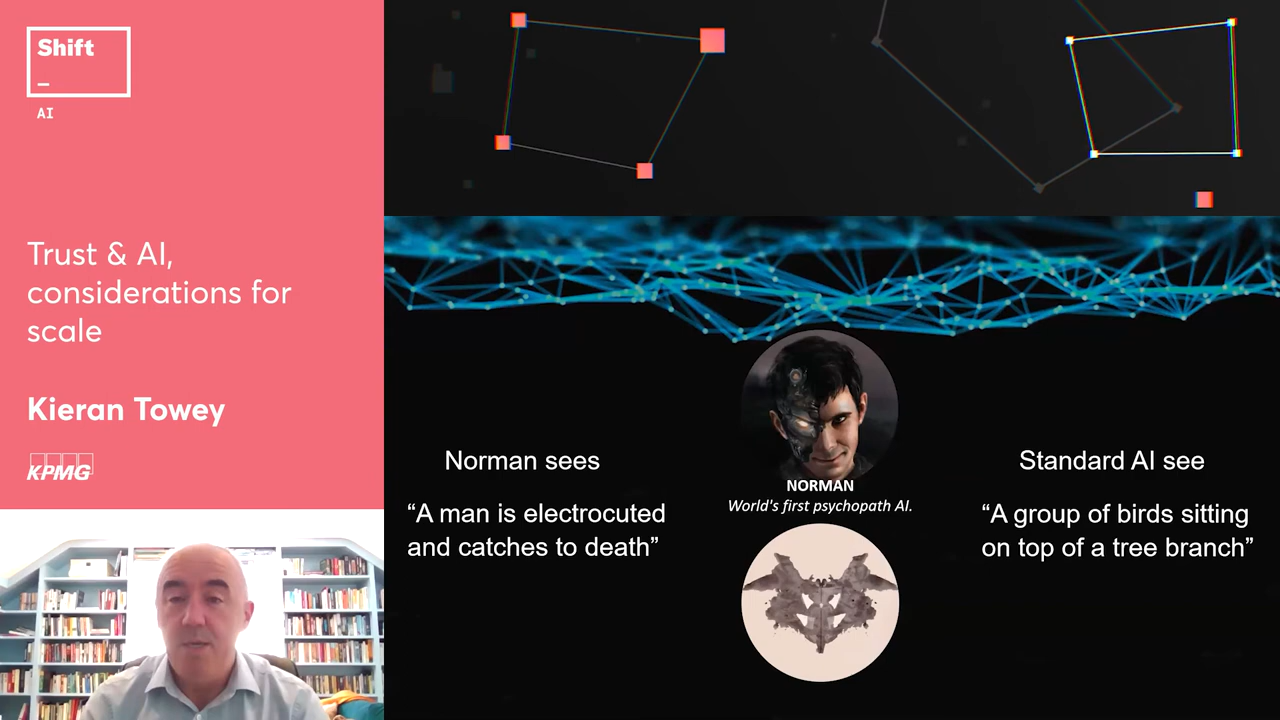 Shift
_
AI
Trust & AI,
considerations for
scale
Kieran Towey
KPMG
Norman sees
“A man is electrocuted
and catches to death”
NORMAN
World's first psychopath AI.
Standard AI see
“A group of birds sitting
on top of a tree branch”